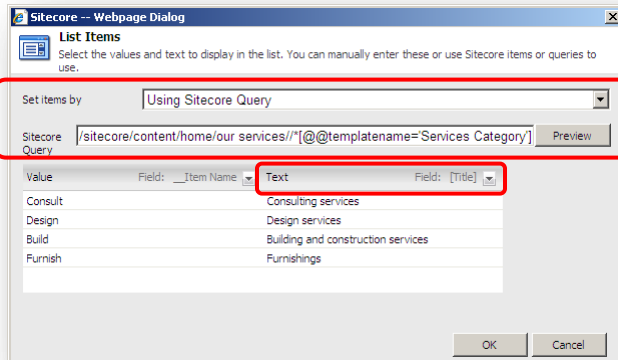 Sitecore -- Webpage Dialog
List Items
Select the values and text to display in the list. You can manually enter these or use Sitecore items or queries to
use.
Set items by Using Sitecore Query
Sitecore Query /sitecore/content/home/our services//*[@@templatename='Services Category'] Preview
Value Field: __Item Name Text Field: [Title]
Consult Consulting services
Design Design services
Build Building and construction services
Furnish Furnishings
OK Cancel